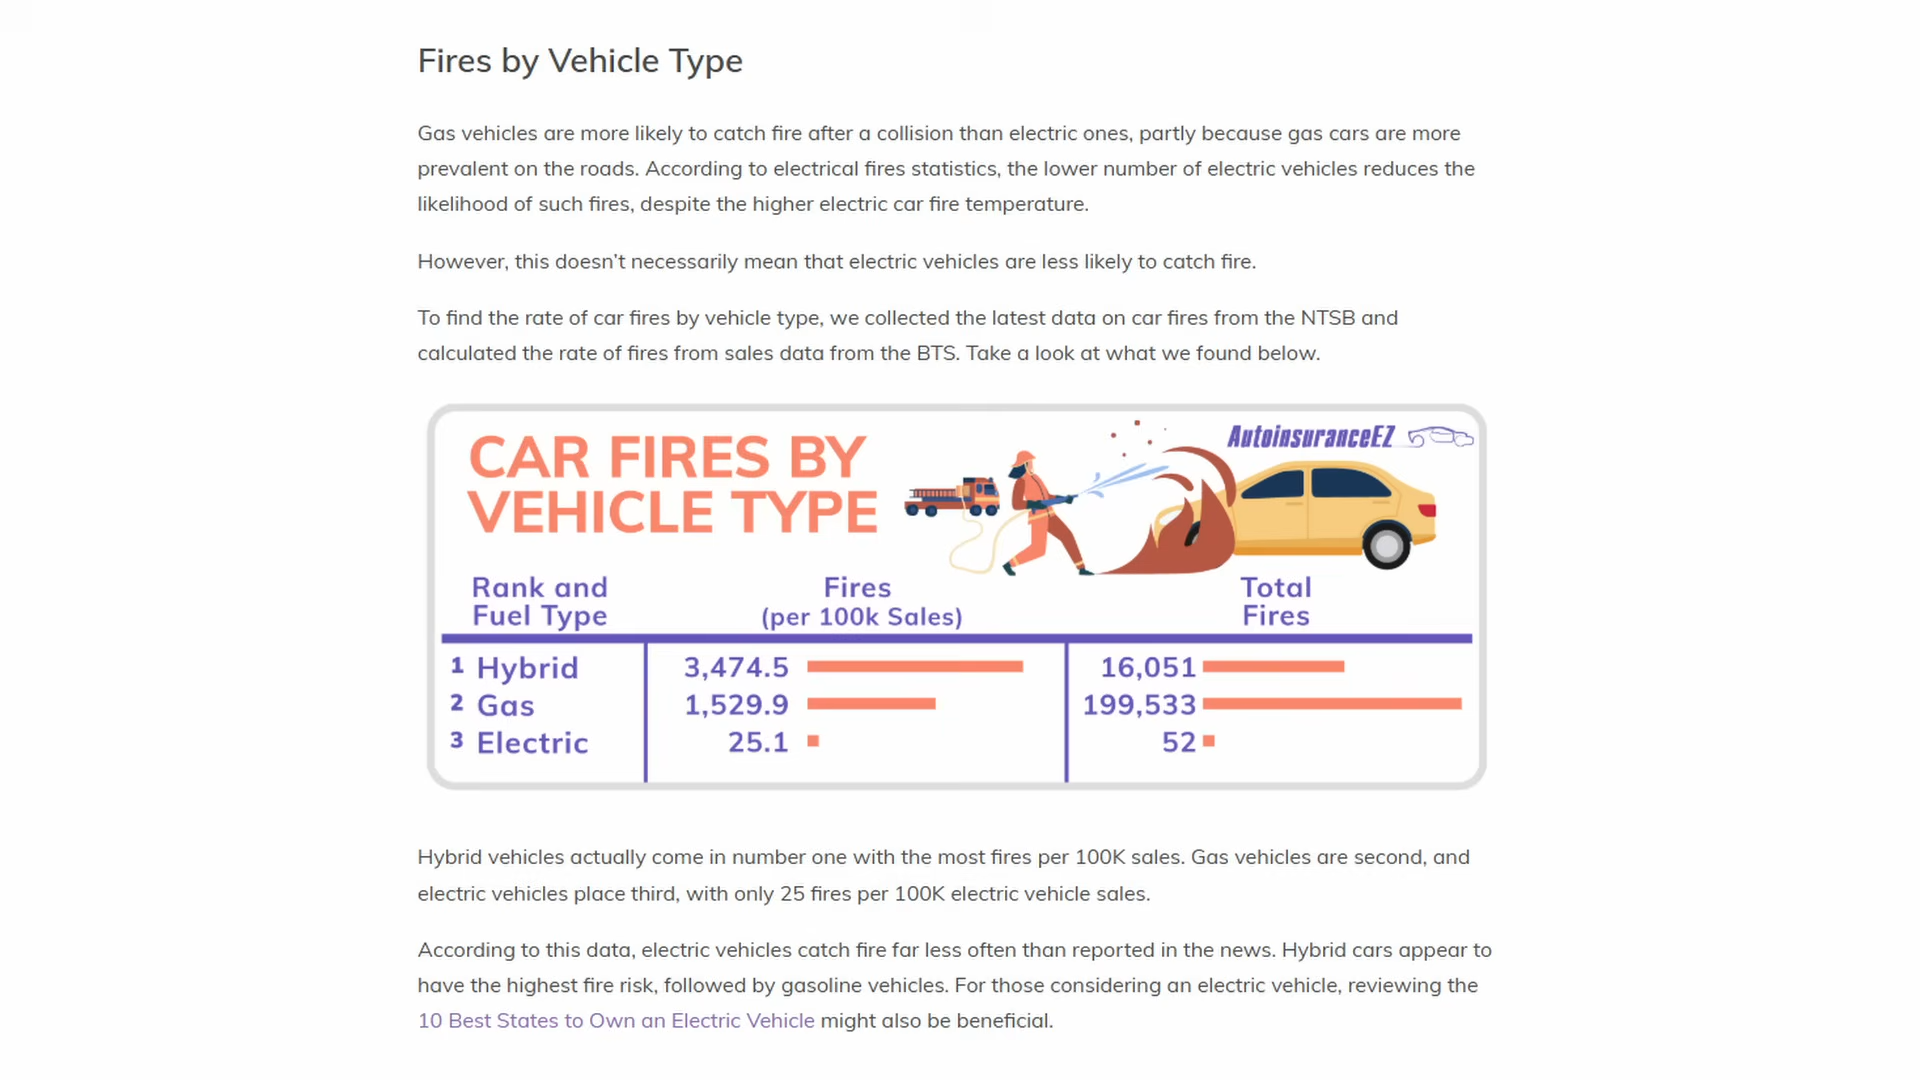 Fires by Vehicle Type
Gas vehicles are more likely to catch fire after a collision than electric ones, partly because gas cars are more
prevalent on the roads. According to electrical fires statistics, the lower number of electric vehicles reduces the
likelihood of such fires, despite the higher electric car fire temperature.
However, this doesn’t necessarily mean that electric vehicles are less likely to catch fire.
To find the rate of car fires by vehicle type, we collected the latest data on car fires from the NTSB and
calculated the rate of fires from sales data from the BTS. Take a look at what we found below.
CAR FIRES BY
VEHICLE TYPE
AutoinsuranceEZ
Rank and
Fuel Type
Fires
(per 100k Sales)
Total
Fires
1 Hybrid 3,474.5 16,051
2 Gas 1,529.9 199,533
3 Electric 25.1 52
Hybrid vehicles actually come in number one with the most fires per 100K sales. Gas vehicles are second, and
electric vehicles place third, with only 25 fires per 100K electric vehicle sales.
According to this data, electric vehicles catch fire far less often than reported in the news. Hybrid cars appear to
have the highest fire risk, followed by gasoline vehicles. For those considering an electric vehicle, reviewing the
10 Best States to Own an Electric Vehicle might also be beneficial.